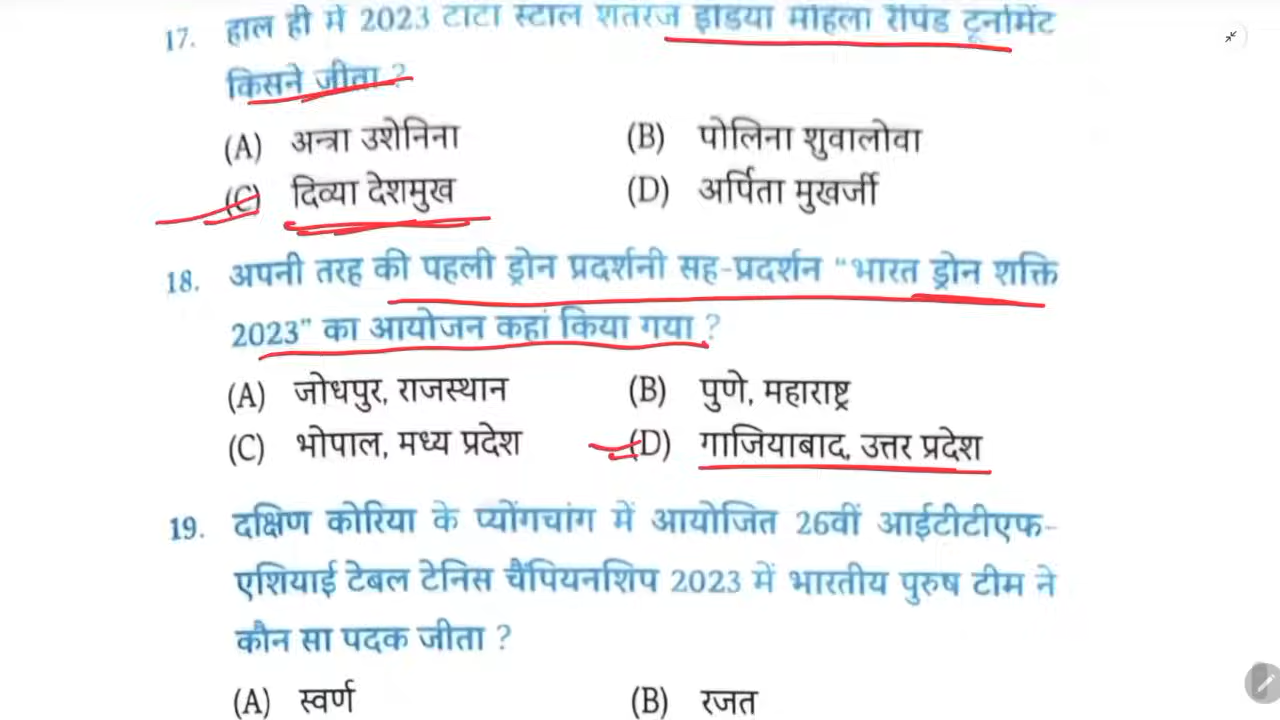 17. हाल ही में 2023 टाटा स्टील शतरंज इंडिया महिला रैपिड टूर्नामेंट
किसने जीता ?
(A) अन्ना उशेनिना (B) पोलिना शुवालोवा
(C) दिव्या देशमुख (D) अर्पिता मुखर्जी
18. अपनी तरह की पहली ड्रोन प्रदर्शनी सह-प्रदर्शन "भारत ड्रोन शक्ति
2023" का आयोजन कहां किया गया ?
(A) जोधपुर, राजस्थान (B) पुणे, महाराष्ट्र
(C) भोपाल, मध्य प्रदेश (D) गाजियाबाद, उत्तर प्रदेश
19. दक्षिण कोरिया के प्योंगचांग में आयोजित 26वीं आईटीटीएफ-
एशियाई टेबल टेनिस चैंपियनशिप 2023 में भारतीय पुरुष टीम ने
कौन सा पदक जीता ?
(A) स्वर्ण (B) रजत